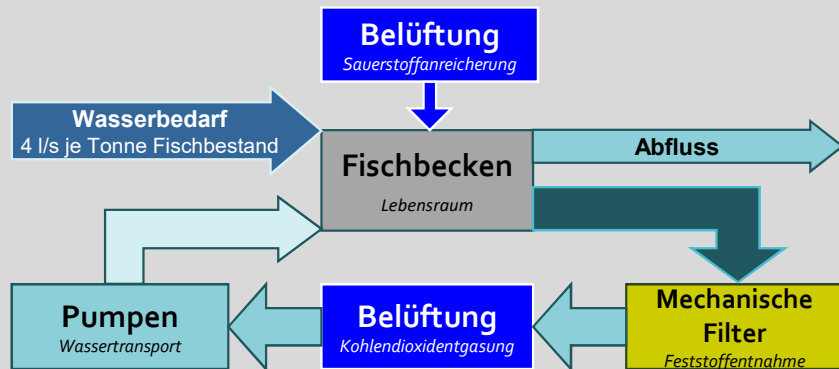 Belüftung
Sauerstoffanreicherung
Wasserbedarf
4 l/s je Tonne Fischbestand
Fischbecken
Lebensraum
Abfluss
Pumpen
Wassertransport
Belüftung
Kohlendioxidentgasung
Mechanische
Filter
Feststoffentnahme